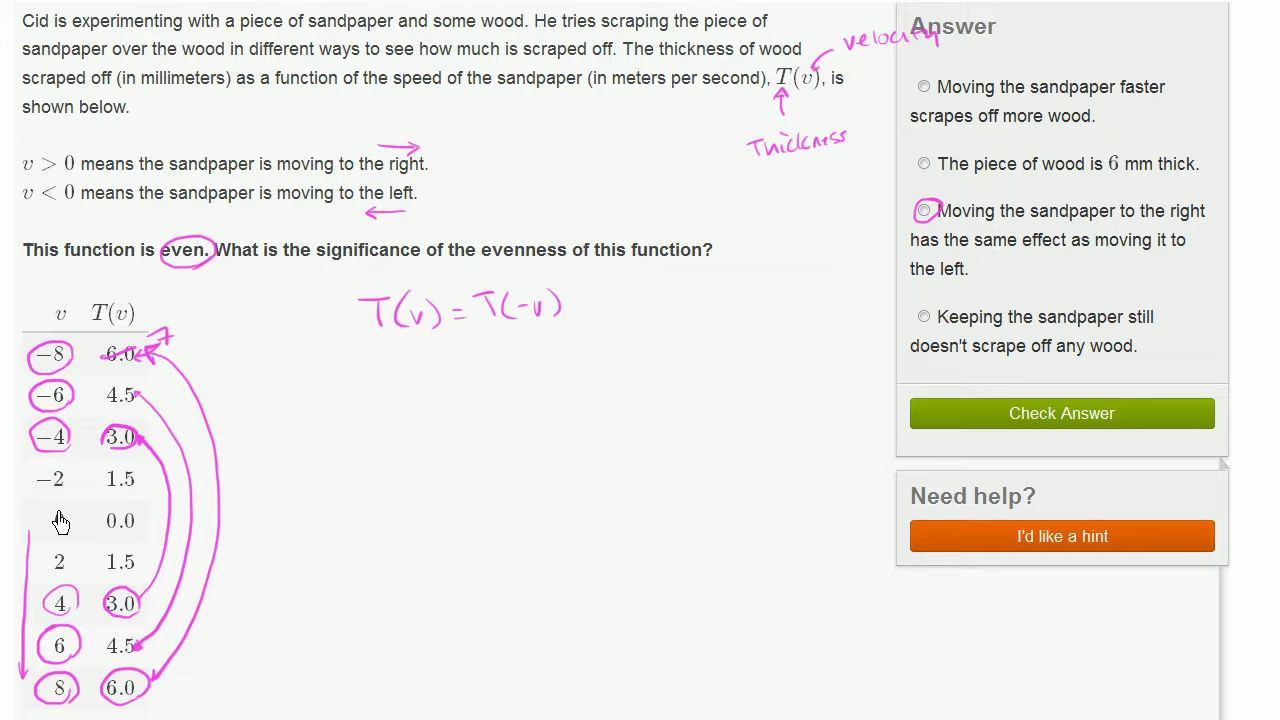 Cid is experimenting with a piece of sandpaper and some wood. He tries scraping the piece of
sandpaper over the wood in different ways to see how much is scraped off. The thickness of wood
scraped off (in millimeters) as a function of the speed of the sandpaper (in meters per second), T(v), is
shown below.
velocity
Thickness
v > 0 means the sandpaper is moving to the right.
v < 0 means the sandpaper is moving to the left.
This function is even. What is the significance of the evenness of this function?
T(v) = T(-v)
v T(v)
−8 6.0 7
−6 4.5
−4 3.0
−2 1.5
0.0
2 1.5
4 3.0
6 4.5
8 6.0
Answer
Moving the sandpaper faster
scrapes off more wood.
The piece of wood is 6 mm thick.
Moving the sandpaper to the right
has the same effect as moving it to
the left.
Keeping the sandpaper still
doesn't scrape off any wood.
Check Answer
Need help?
I'd like a hint